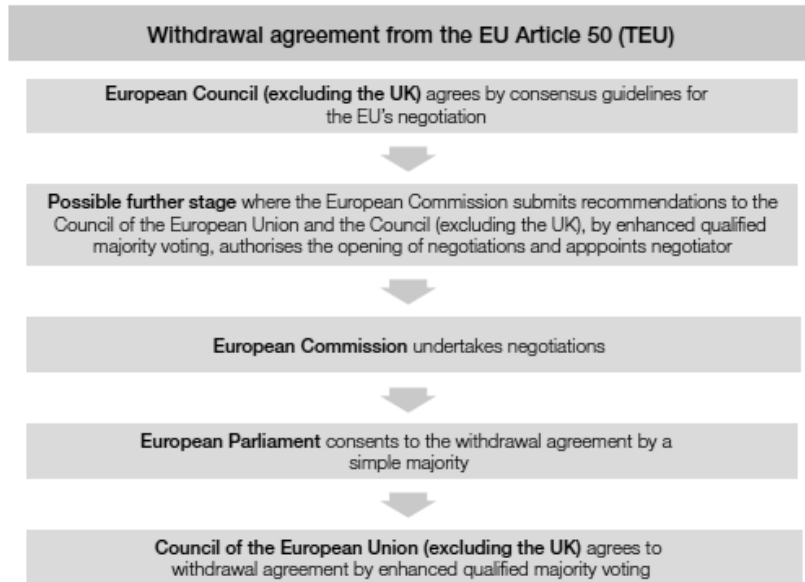 Withdrawal agreement from the EU Article 50 (TEU)
European Council (excluding the UK) agrees by consensus guidelines for
the EU's negotiation
Possible further stage where the European Commission submits recommendations to the
Council of the European Union and the Council (excluding the UK), by enhanced qualified
majority voting, authorises the opening of negotiations and apppoints negotiator
European Commission undertakes negotiations
European Parliament consents to the withdrawal agreement by a
simple majority
Council of the European Union (excluding the UK) agrees to
withdrawal agreement by enhanced qualified majority voting